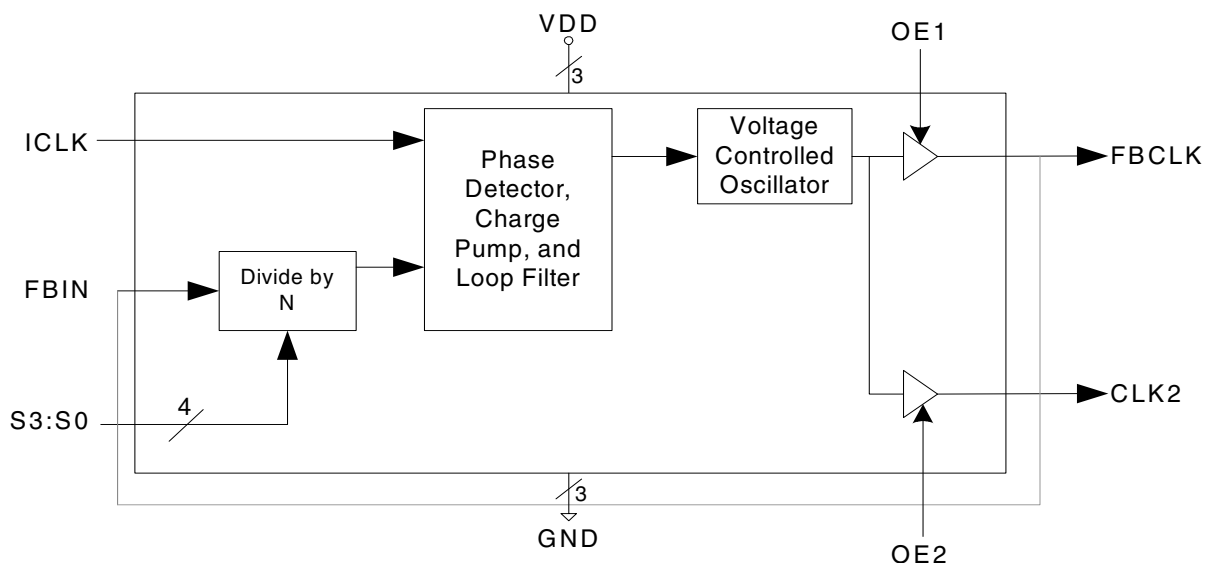 VDD
OE1
3
ICLK
Phase
Detector,
Charge
Pump, and
Loop Filter
Voltage
Controlled
Oscillator
FBCLK
FBIN
Divide by
N
S3:S0
4
CLK2
3
GND
OE2